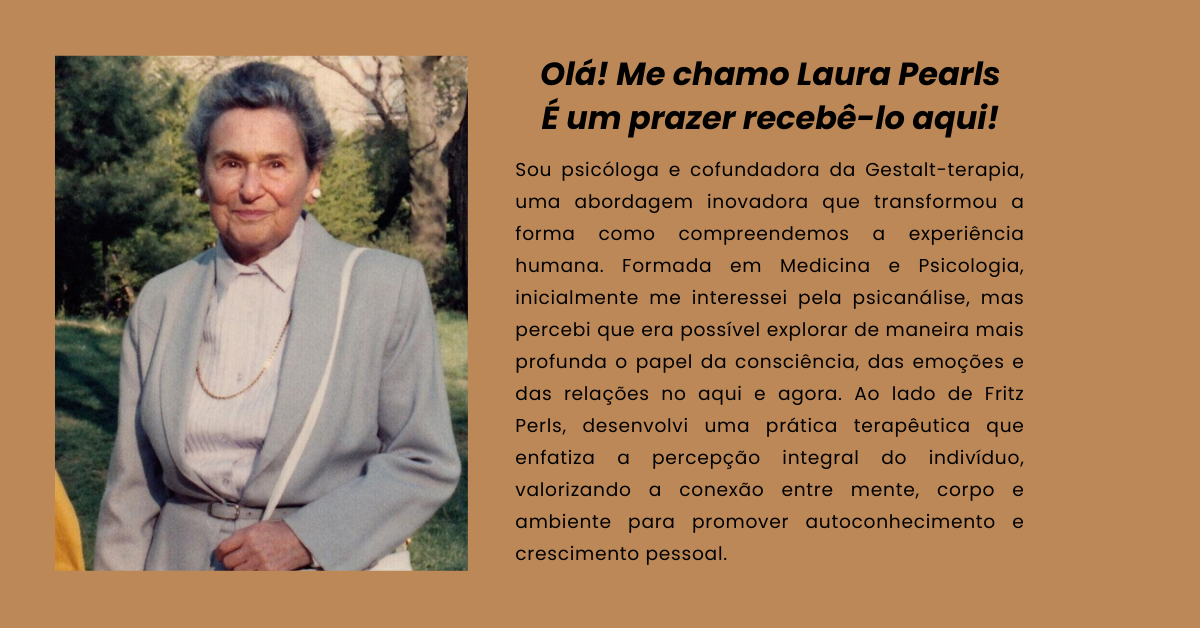 Olá! Me chamo Laura Pearls
É um prazer recebê-lo aqui!
Sou psicóloga e cofundadora da Gestalt-terapia,
uma abordagem inovadora que transformou a
forma como compreendemos a experiência
humana. Formada em Medicina e Psicologia,
inicialmente me interessei pela psicanálise, mas
percebi que era possível explorar de maneira mais
profunda o papel da consciência, das emoções e
das relações no aqui e agora. Ao lado de Fritz
Perls, desenvolvi uma prática terapêutica que
enfatiza a percepção integral do indivíduo,
valorizando a conexão entre mente, corpo e
ambiente para promover autoconhecimento e
crescimento pessoal.